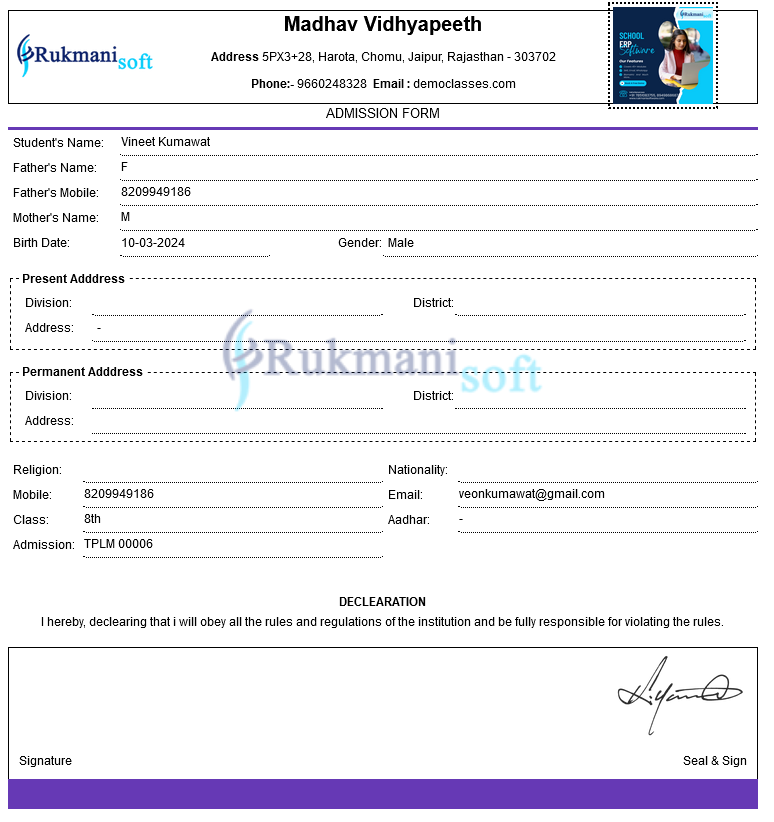 Madhav Vidhyapeeth
Rukmani soft
Address 5PX3+28, Harota, Chomu, Jaipur, Rajasthan - 303702
Phone:- 9660248328 Email : democlasses.com
SCHOOL
ERP
Software
Our Features
ADMISSION FORM
Student's Name: Vineet Kumawat
Father's Name: F
Father's Mobile: 8209949186
Mother's Name: M
Birth Date: 10-03-2024 Gender: Male
Present Adddress
Division: District:
Address: -
Rukmani soft
Permanent Adddress
Division: District:
Address:
Religion: Nationality:
Mobile: 8209949186 Email: veonkumawat@gmail.com
Class: 8th Aadhar: -
Admission: TPLM 00006
DECLEARATION
I hereby, declearing that i will obey all the rules and regulations of the institution and be fully responsible for violating the rules.
Signature Seal & Sign